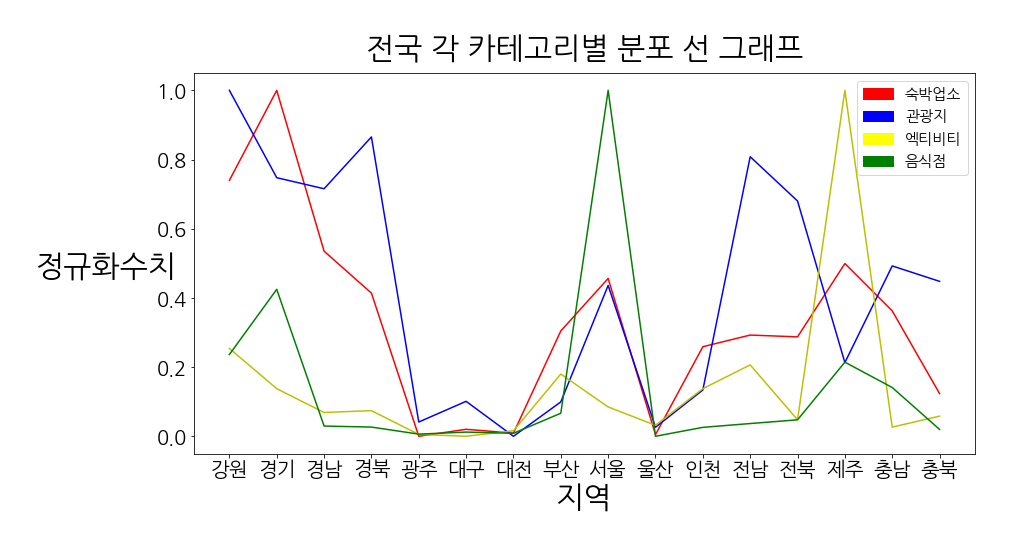 전국 각 카테고리별 분포 선 그래프
숙박업소
관광지
엑티비티
음식점
정규화수치
1.0
0.8
0.6
0.4
0.2
0.0
강원 경기 경남 경북 광주 대구 대전 부산 서울 울산 인천 전남 전북 제주 충남 충북
지역